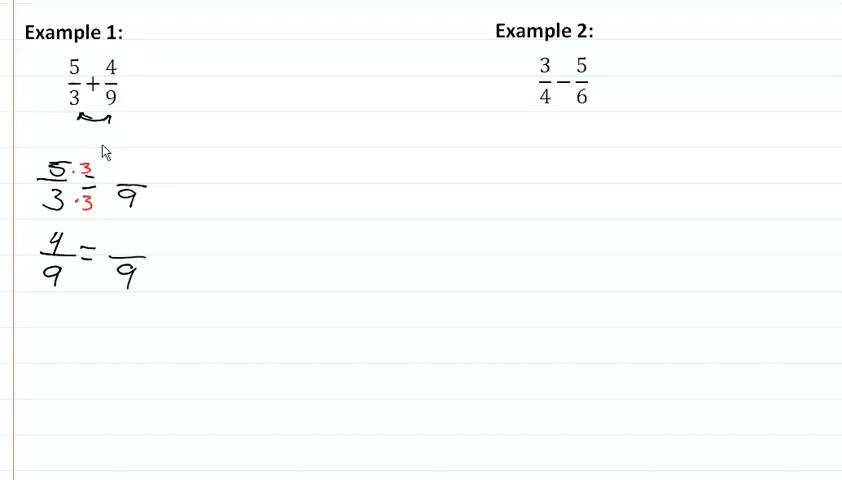 Example 1:
5/3 + 4/9
5 · 3 / 3 · 3 = /9
4/9 = /9
Example 2:
3/4 − 5/6